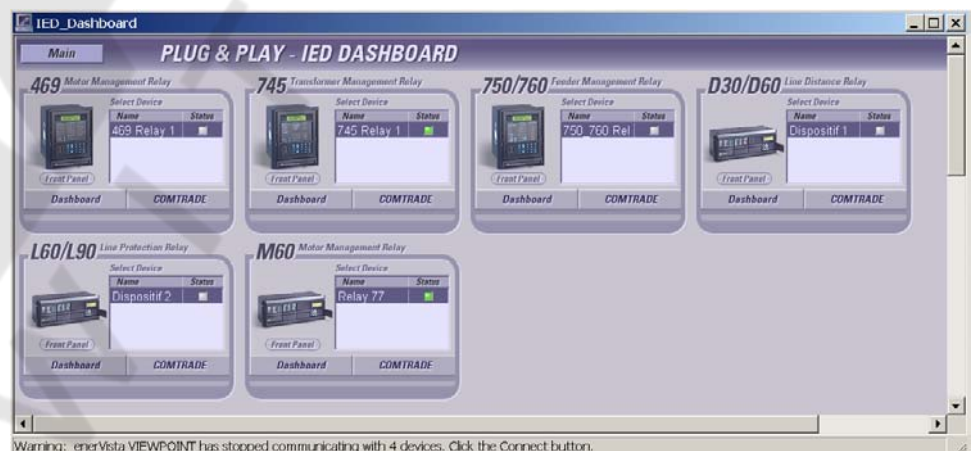 IED_Dashboard
Main
PLUG & PLAY - IED DASHBOARD
469 Motor Management Relay
Select Device
Name Status
469 Relay 1
Front Panel
Dashboard COMTRADE
745 Transformer Management Relay
Select Device
Name Status
745 Relay 1
Front Panel
Dashboard COMTRADE
750/760 Feeder Management Relay
Select Device
Name Status
750_760 Rel
Front Panel
Dashboard COMTRADE
D30/D60 Line Distance Relay
Select Device
Name Status
Dispositif 1
Front Panel
Dashboard COMTRADE
L60/L90 Line Protection Relay
Select Device
Name Status
Dispositif 2
Front Panel
Dashboard COMTRADE
M60 Motor Management Relay
Select Device
Name Status
Relay 77
Front Panel
Dashboard COMTRADE
Warning: enerVista VIEWPOINT has stopped communicating with 4 devices. Click the Connect button.